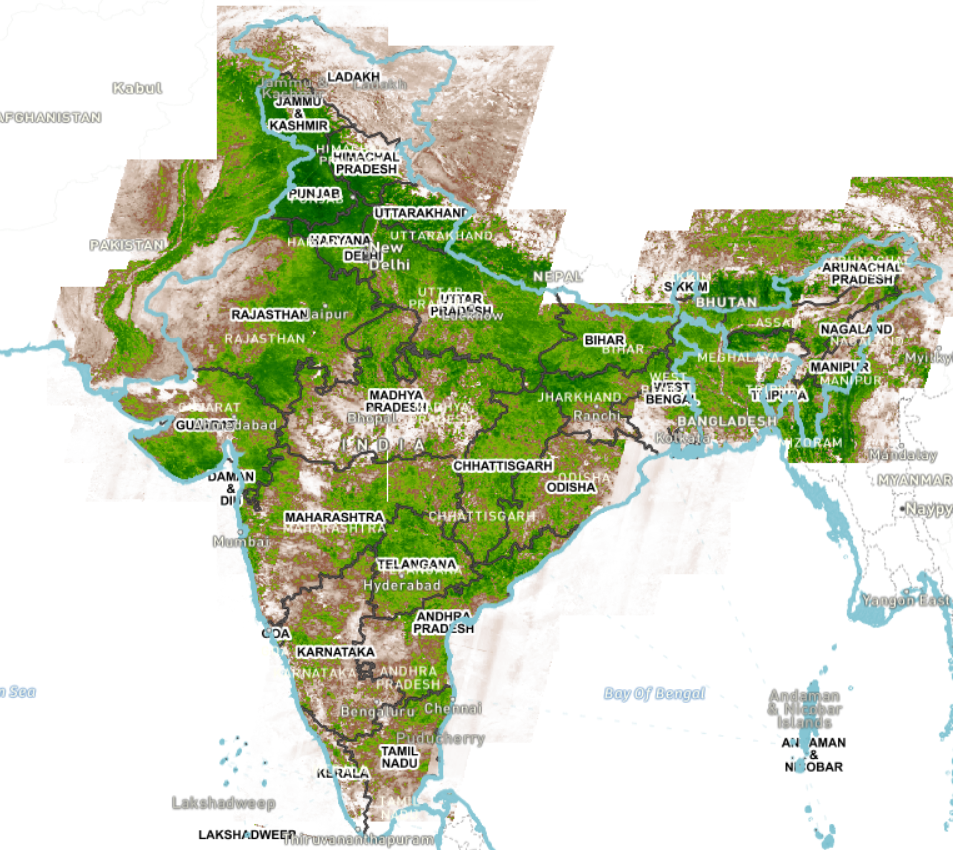 LADAKH
Ladakh
Jammu &
Kashmir
Kabul
JAMMU
&
KASHMIR
AFGHANISTAN
HIMACHAL
PRADESH
PUNJAB
UTTARAKHAND
UTTARAKHAND
HARYANA
DELHI
New
Delhi
PAKISTAN
NEPAL
SIKKIM
SIKKIM
BHUTAN
ARUNACHAL
PRADESH
UTTAR
PRADESH
Lucknow
RAJASTHAN
Jaipur
RAJASTHAN
ASSAM
NAGALAND
NAGALAND
BIHAR
BIHAR
MEGHALAYA
Myitky
MANIPUR
MANIPUR
WEST
BENGAL
TRIPURA
JHARKHAND
Ranchi
MADHYA
PRADESH
Bhopal
INDIA
GUJARAT
Ahmedabad
BANGLADESH
Kolkata
MIZORAM
Mandalay
MYANMAR
Naypy
CHHATTISGARH
ODISHA
ODISHA
DAMAN
&
DIU
MAHARASHTRA
MAHARASHTRA
CHHATTISGARH
Mumbai
TELANGANA
Hyderabad
Yangon East
ANDHRA
PRADESH
GOA
KARNATAKA
KARNATAKA
ANDHRA
PRADESH
n Sea
Bay Of Bengal
Andaman
& Nicobar
Islands
Bengaluru
Chennai
Puducherry
ANDAMAN
&
NICOBAR
TAMIL
NADU
KERALA
TAMIL
Lakshadweep
LAKSHADWEEP
Thiruvananthapuram